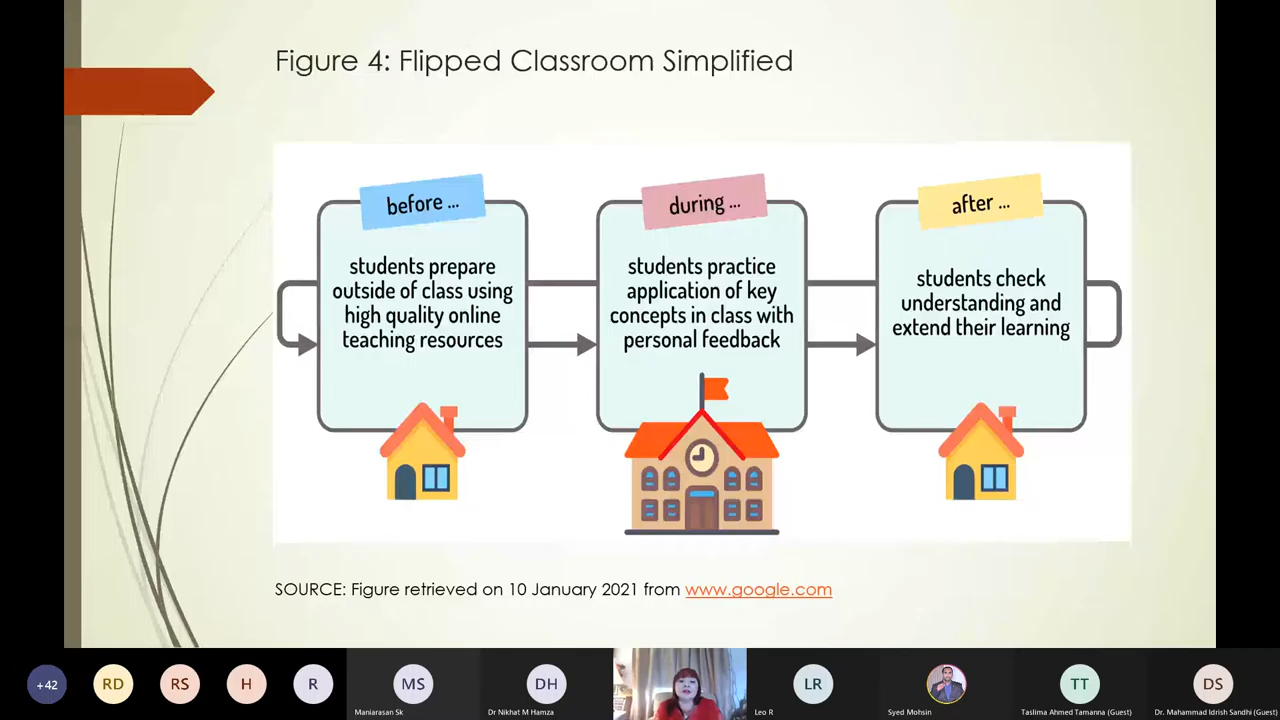 Figure 4: Flipped Classroom Simplified
before ...
students prepare
outside of class using
high quality online
teaching resources
during ...
students practice
application of key
concepts in class with
personal feedback
after ...
students check
understanding and
extend their learning
SOURCE: Figure retrieved on 10 January 2021 from www.google.com
+42
RD
RS
H
R
MS
Maniarasan Sk
DH
Dr Nikhat M Hamza
LR
Leo R
Syed Mohsin
TT
Taslima Ahmed Tamanna (Guest)
DS
Dr. Mahammad Idrish Sandhi (Guest)